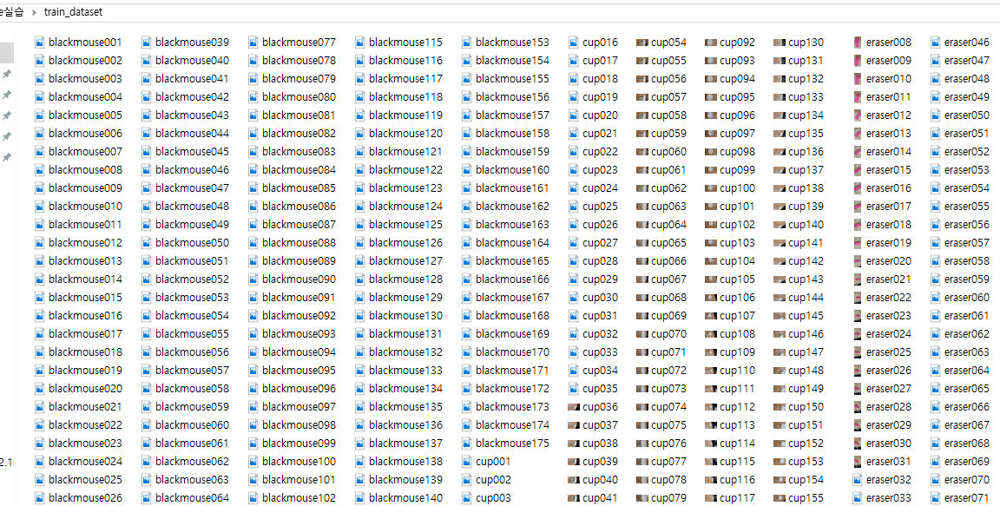 e실습 › train_dataset
blackmouse001 blackmouse039 blackmouse077 blackmouse115 blackmouse153 cup016 cup054 cup092 cup130 eraser008 eraser046
blackmouse002 blackmouse040 blackmouse078 blackmouse116 blackmouse154 cup017 cup055 cup093 cup131 eraser009 eraser047
blackmouse003 blackmouse041 blackmouse079 blackmouse117 blackmouse155 cup018 cup056 cup094 cup132 eraser010 eraser048
blackmouse004 blackmouse042 blackmouse080 blackmouse118 blackmouse156 cup019 cup057 cup095 cup133 eraser011 eraser049
blackmouse005 blackmouse043 blackmouse081 blackmouse119 blackmouse157 cup020 cup058 cup096 cup134 eraser012 eraser050
blackmouse006 blackmouse044 blackmouse082 blackmouse120 blackmouse158 cup021 cup059 cup097 cup135 eraser013 eraser051
blackmouse007 blackmouse045 blackmouse083 blackmouse121 blackmouse159 cup022 cup060 cup098 cup136 eraser014 eraser052
blackmouse008 blackmouse046 blackmouse084 blackmouse122 blackmouse160 cup023 cup061 cup099 cup137 eraser015 eraser053
blackmouse009 blackmouse047 blackmouse085 blackmouse123 blackmouse161 cup024 cup062 cup100 cup138 eraser016 eraser054
blackmouse010 blackmouse048 blackmouse086 blackmouse124 blackmouse162 cup025 cup063 cup101 cup139 eraser017 eraser055
blackmouse011 blackmouse049 blackmouse087 blackmouse125 blackmouse163 cup026 cup064 cup102 cup140 eraser018 eraser056
blackmouse012 blackmouse050 blackmouse088 blackmouse126 blackmouse164 cup027 cup065 cup103 cup141 eraser019 eraser057
blackmouse013 blackmouse051 blackmouse089 blackmouse127 blackmouse165 cup028 cup066 cup104 cup142 eraser020 eraser058
blackmouse014 blackmouse052 blackmouse090 blackmouse128 blackmouse166 cup029 cup067 cup105 cup143 eraser021 eraser059
blackmouse015 blackmouse053 blackmouse091 blackmouse129 blackmouse167 cup030 cup068 cup106 cup144 eraser022 eraser060
blackmouse016 blackmouse054 blackmouse092 blackmouse130 blackmouse168 cup031 cup069 cup107 cup145 eraser023 eraser061
blackmouse017 blackmouse055 blackmouse093 blackmouse131 blackmouse169 cup032 cup070 cup108 cup146 eraser024 eraser062
blackmouse018 blackmouse056 blackmouse094 blackmouse132 blackmouse170 cup033 cup071 cup109 cup147 eraser025 eraser063
blackmouse019 blackmouse057 blackmouse095 blackmouse133 blackmouse171 cup034 cup072 cup110 cup148 eraser026 eraser064
blackmouse020 blackmouse058 blackmouse096 blackmouse134 blackmouse172 cup035 cup073 cup111 cup149 eraser027 eraser065
blackmouse021 blackmouse059 blackmouse097 blackmouse135 blackmouse173 cup036 cup074 cup112 cup150 eraser028 eraser066
blackmouse022 blackmouse060 blackmouse098 blackmouse136 blackmouse174 cup037 cup075 cup113 cup151 eraser029 eraser067
blackmouse023 blackmouse061 blackmouse099 blackmouse137 blackmouse175 cup038 cup076 cup114 cup152 eraser030 eraser068
blackmouse024 blackmouse062 blackmouse100 blackmouse138 cup001 cup039 cup077 cup115 cup153 eraser031 eraser069
blackmouse025 blackmouse063 blackmouse101 blackmouse139 cup002 cup040 cup078 cup116 cup154 eraser032 eraser070
blackmouse026 blackmouse064 blackmouse102 blackmouse140 cup003 cup041 cup079 cup117 cup155 eraser033 eraser071